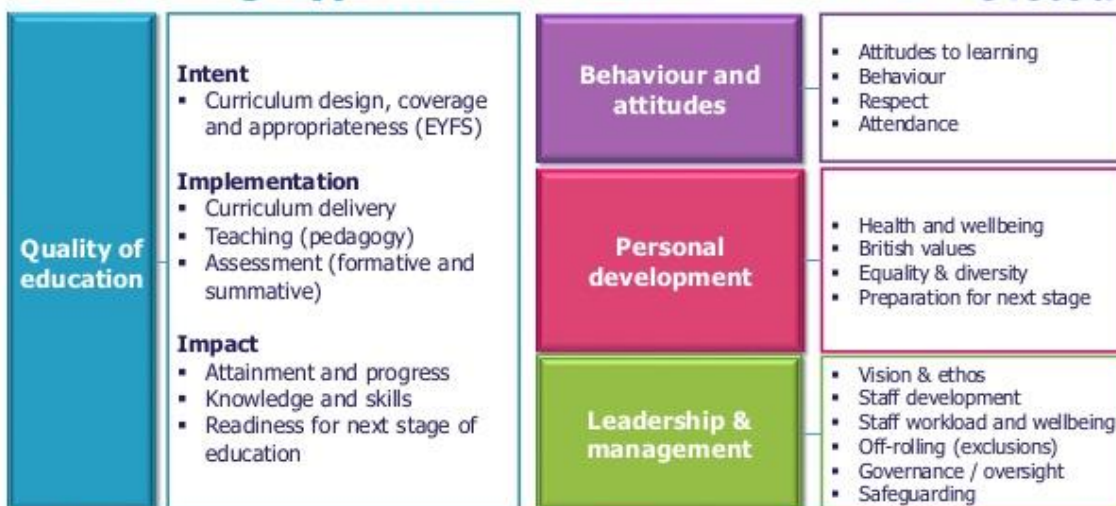 Quality of
education
Intent
▪ Curriculum design, coverage
and appropriateness (EYFS)
Implementation
▪ Curriculum delivery
▪ Teaching (pedagogy)
▪ Assessment (formative and
summative)
Impact
▪ Attainment and progress
▪ Knowledge and skills
▪ Readiness for next stage of
education
Behaviour and
attitudes
▪ Attitudes to learning
▪ Behaviour
▪ Respect
▪ Attendance
Personal
development
▪ Health and wellbeing
▪ British values
▪ Equality & diversity
▪ Preparation for next stage
Leadership &
management
▪ Vision & ethos
▪ Staff development
▪ Staff workload and wellbeing
▪ Off-rolling (exclusions)
▪ Governance / oversight
▪ Safeguarding